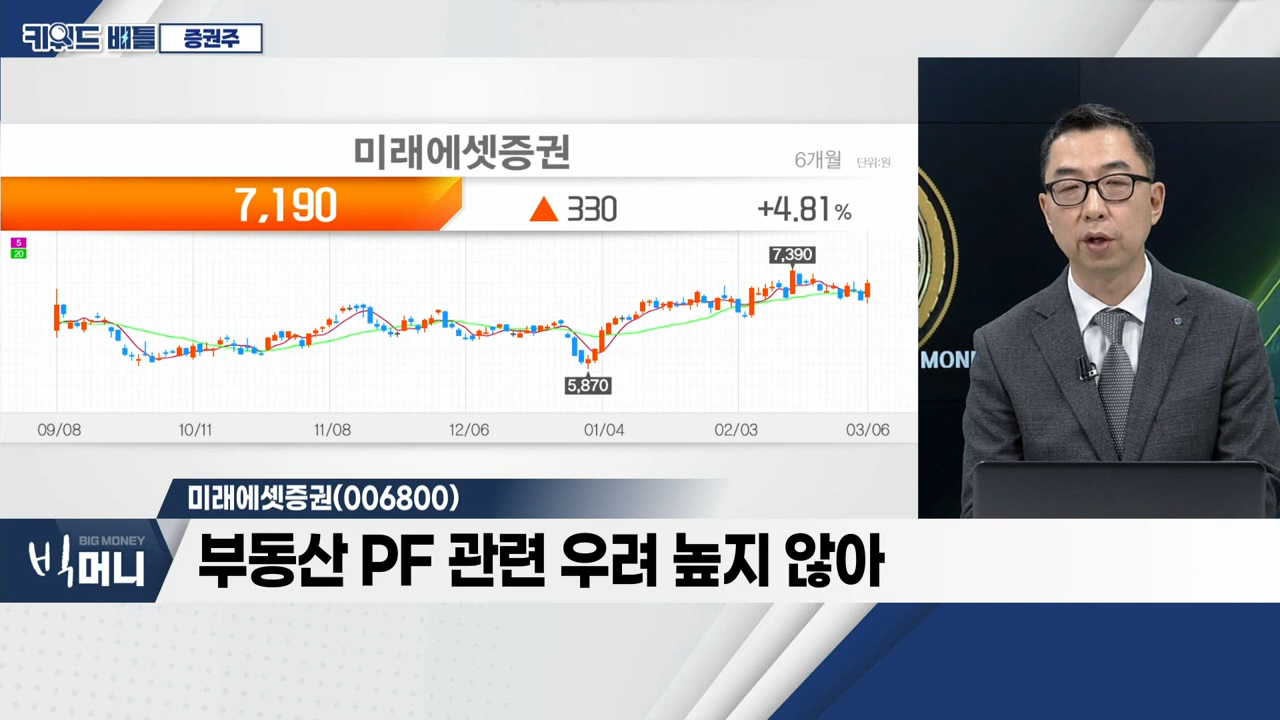 키워드 배틀 증권주
미래에셋증권
6개월 단위:원
7,190 ▲ 330 +4.81%
5
20
7,390
5,870
09/08 10/11 11/08 12/06 01/04 02/03 03/06
MONE
미래에셋증권(006800)
BIG MONEY
빅머니
부동산 PF 관련 우려 높지 않아